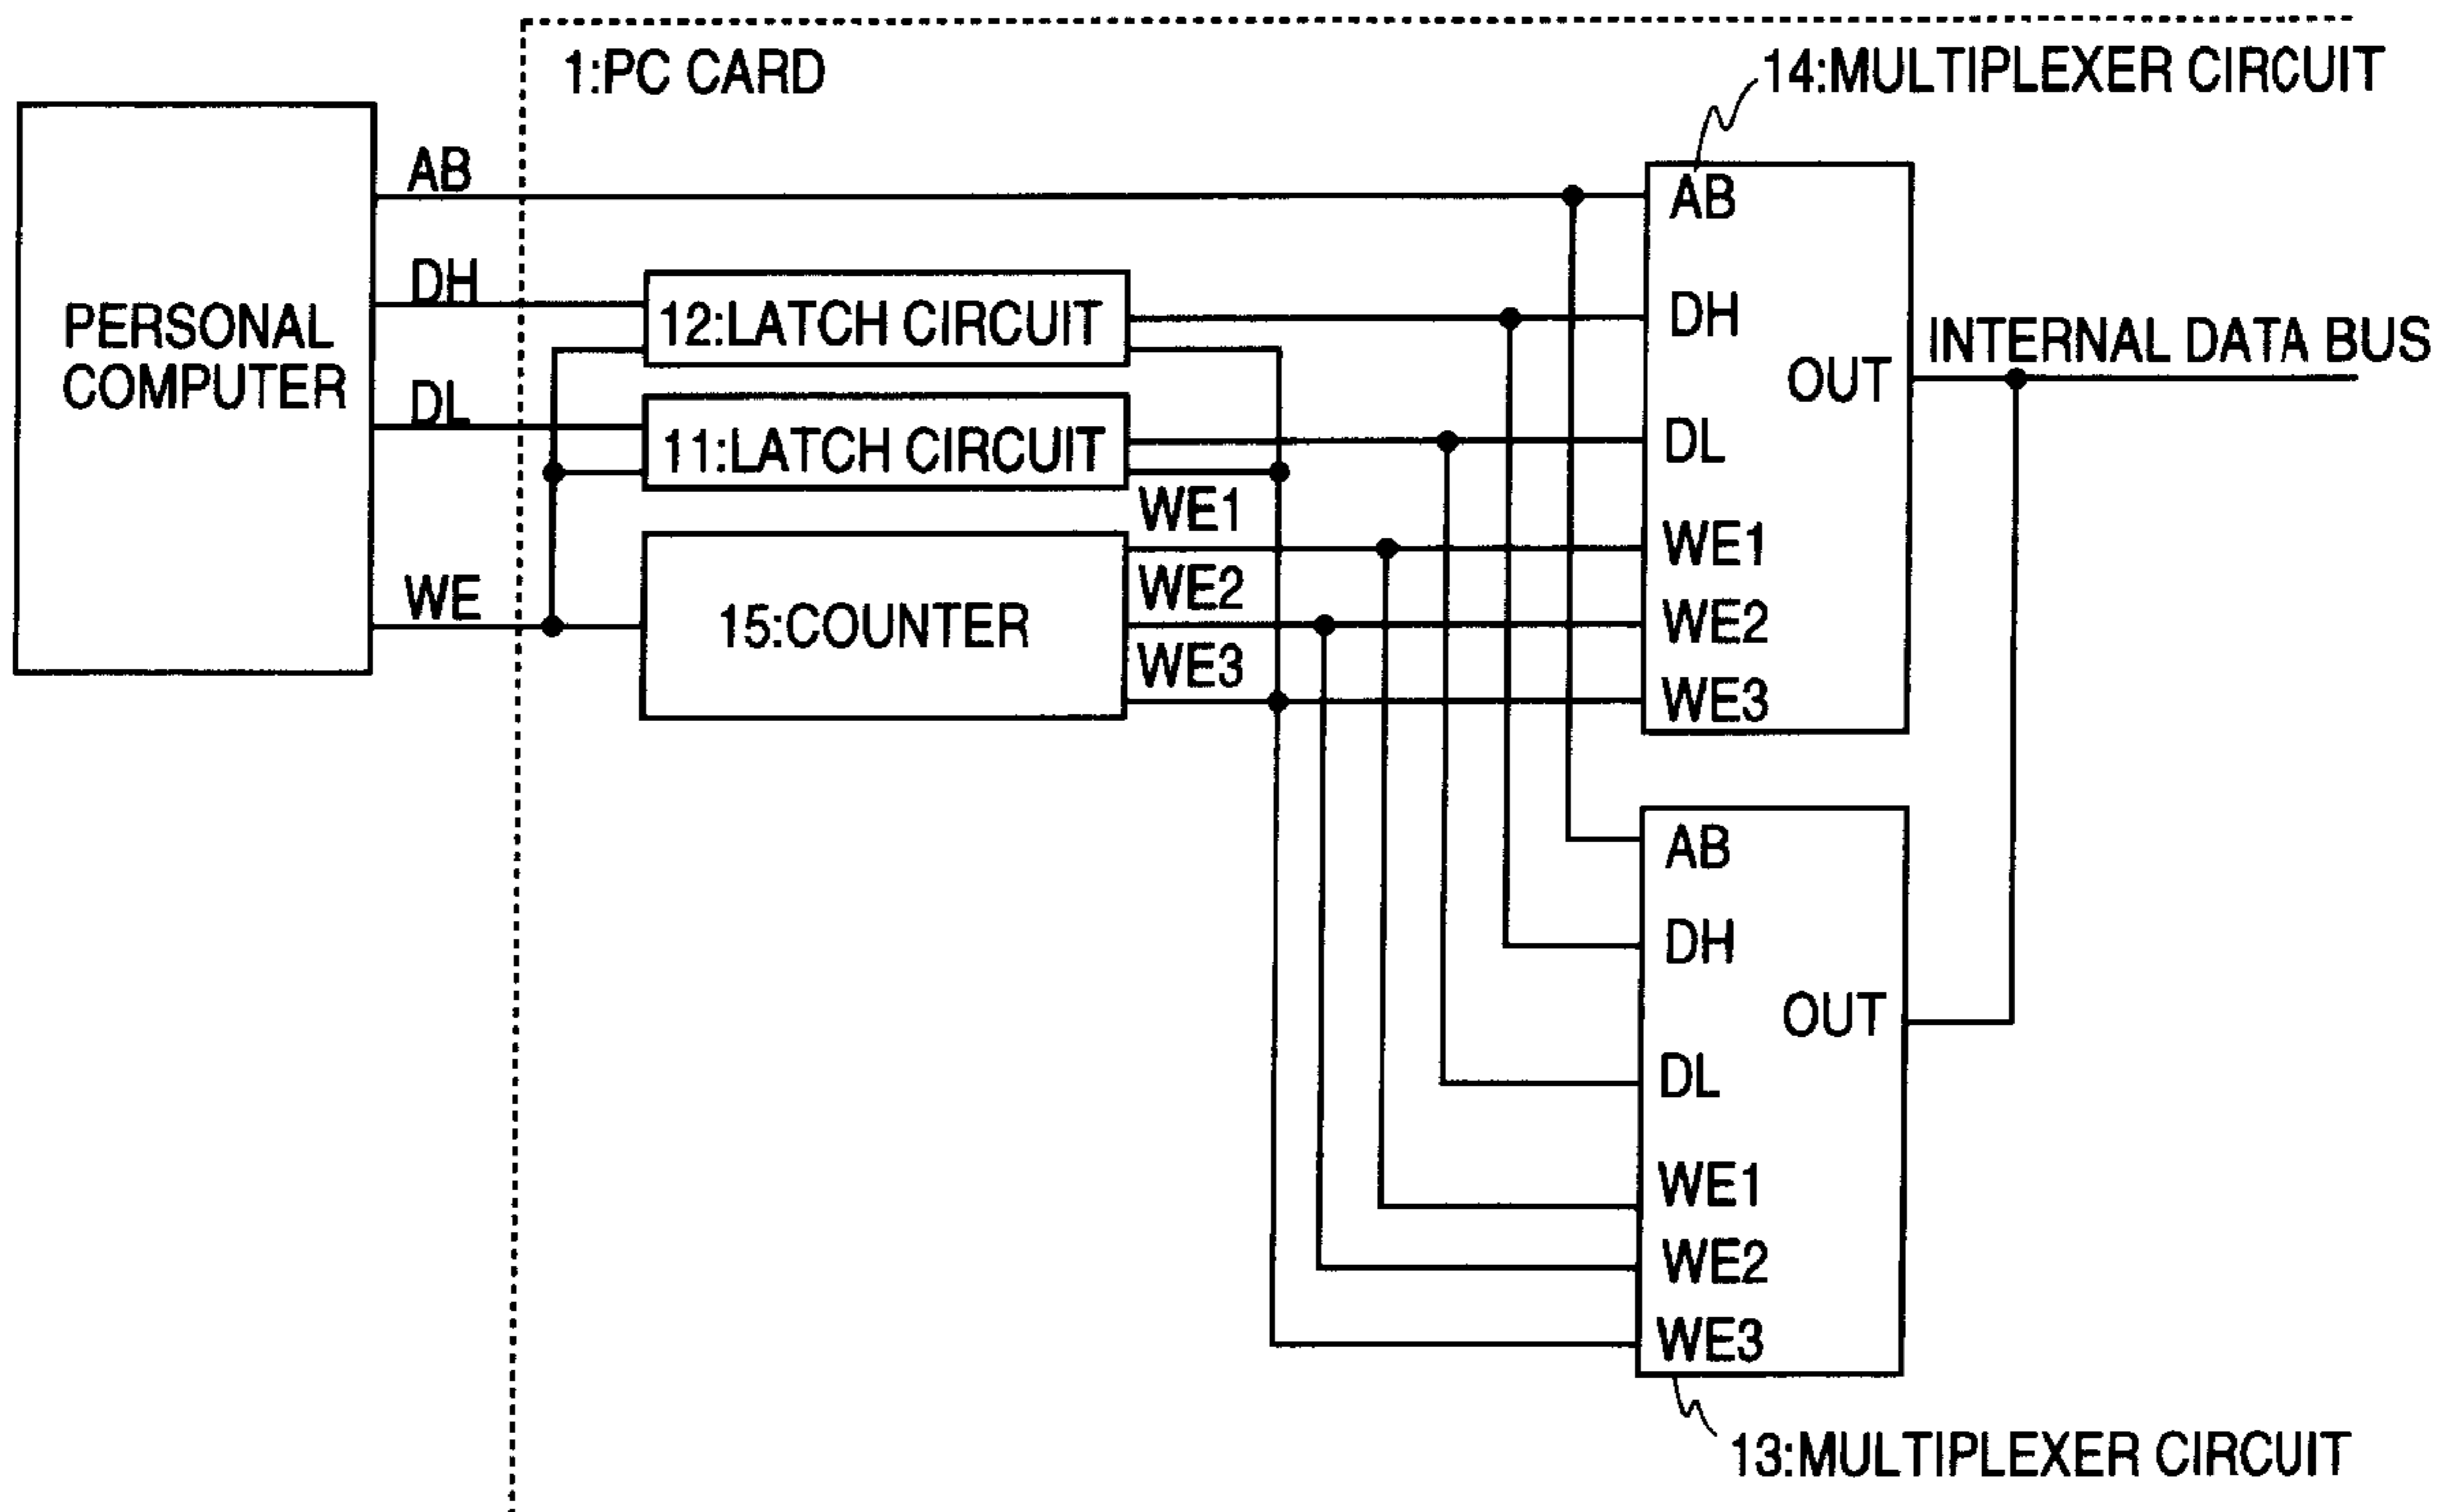 1:PC CARD
14:MULTIPLEXER CIRCUIT
PERSONAL
COMPUTER
AB
DH
DL
WE
12:LATCH CIRCUIT
11:LATCH CIRCUIT
15:COUNTER
WE1
WE2
WE3
AB
DH
DL
WE1
WE2
WE3
OUT
INTERNAL DATA BUS
AB
DH
DL
WE1
WE2
WE3
OUT
13:MULTIPLEXER CIRCUIT